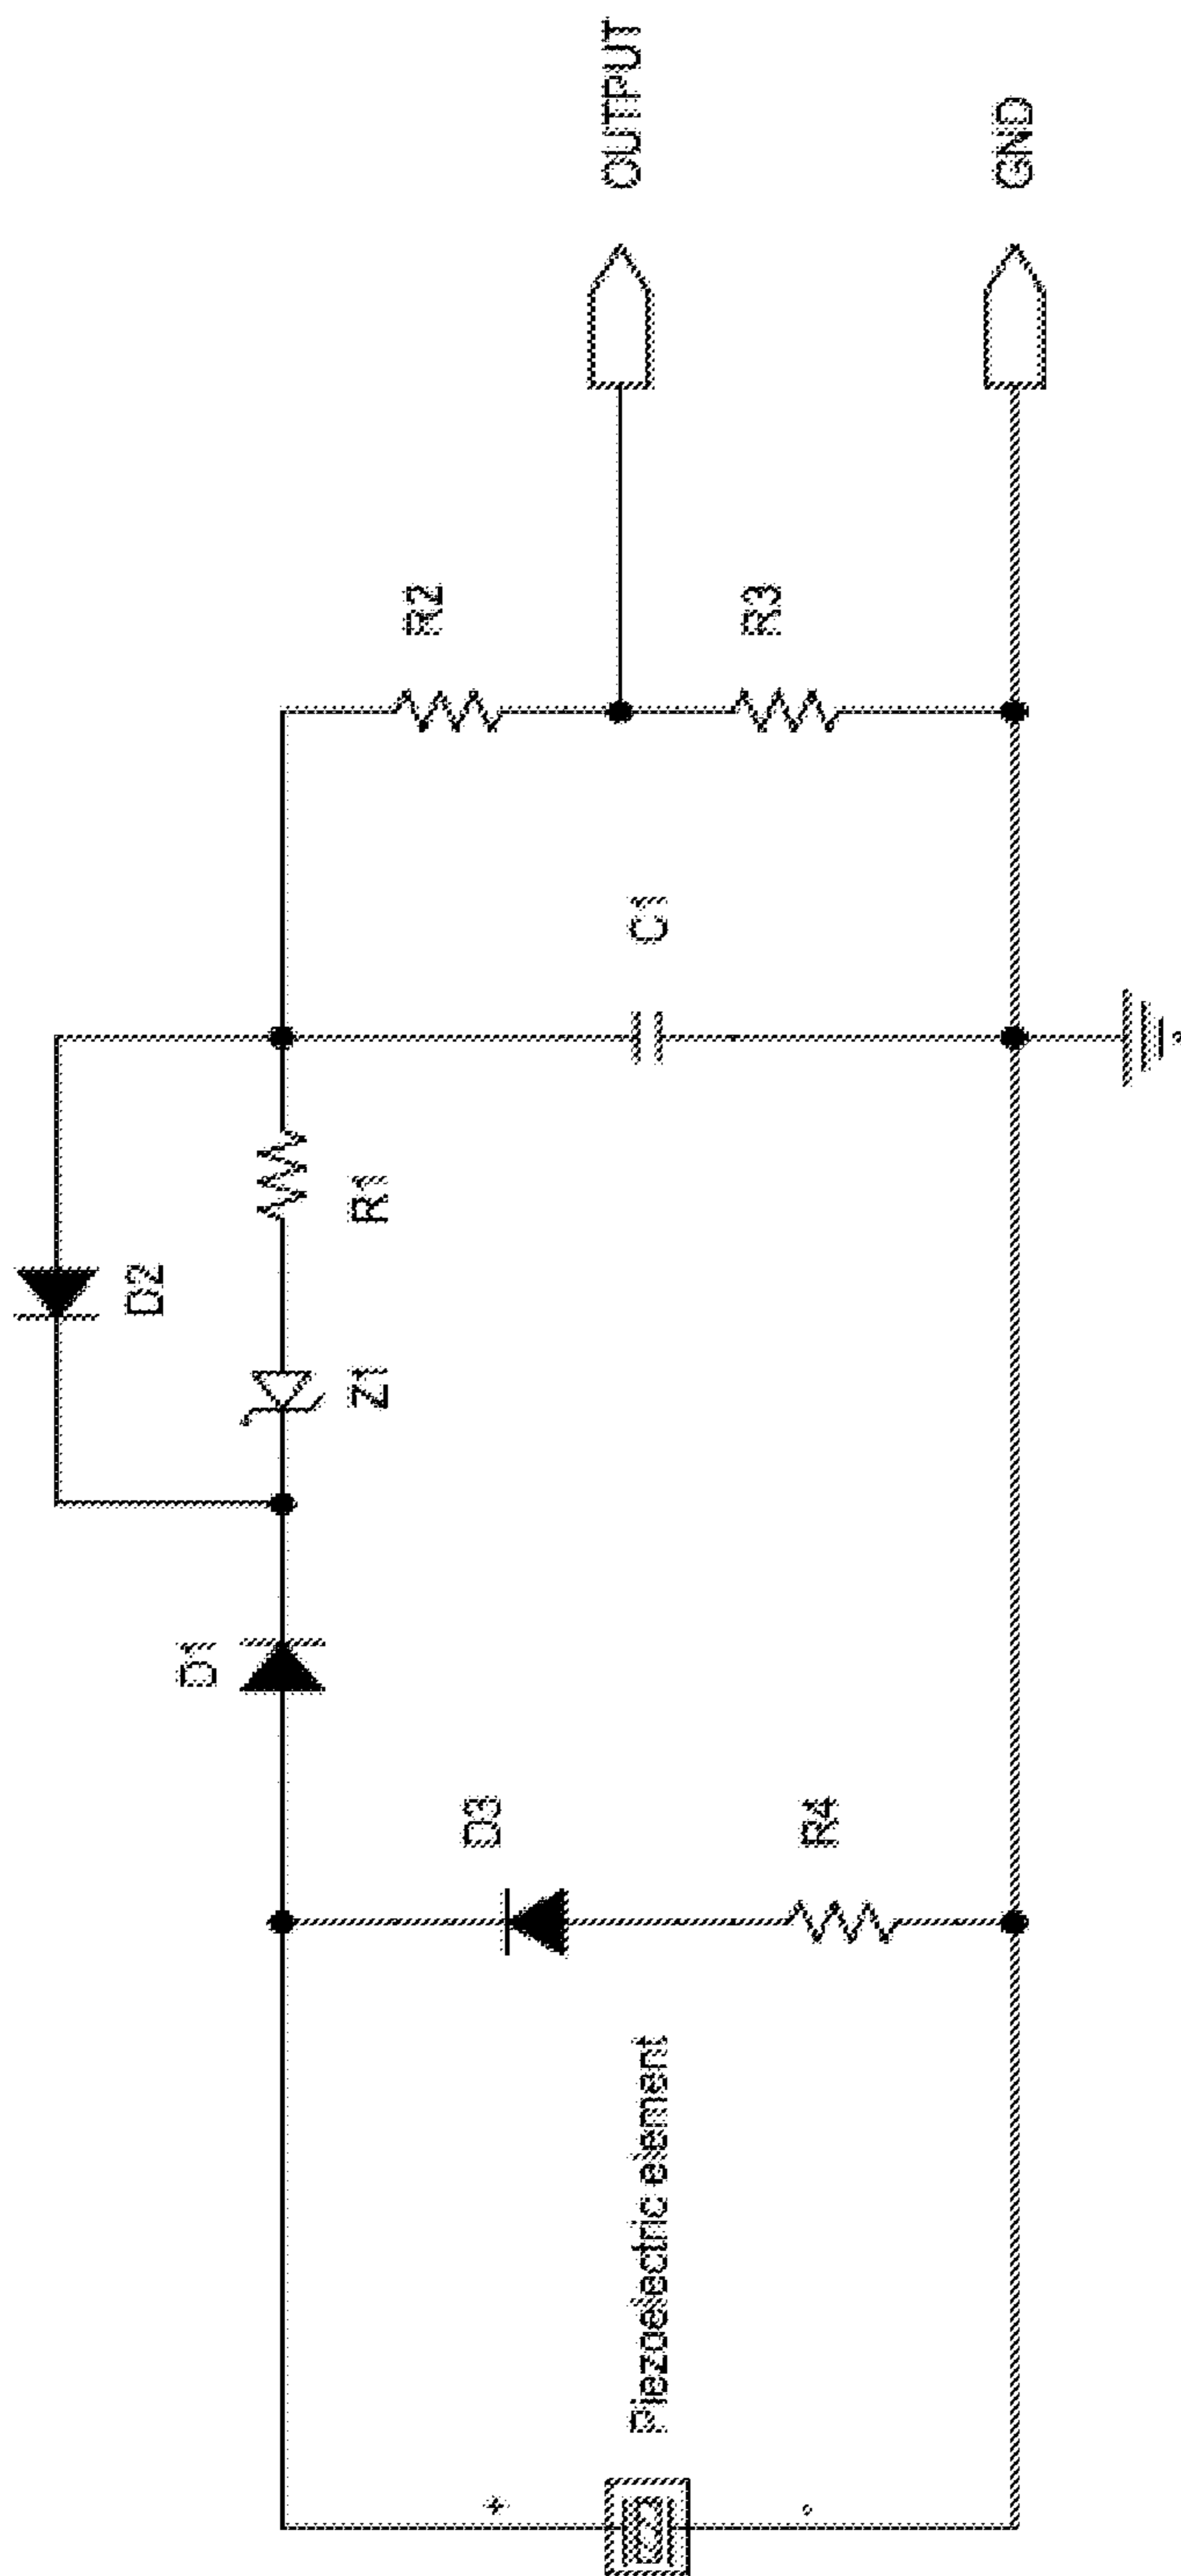 D2
D1
Z1
R1
R2
OUTPUT
D3
+
Piezoelectric element
C1
R4
R3
-
GND